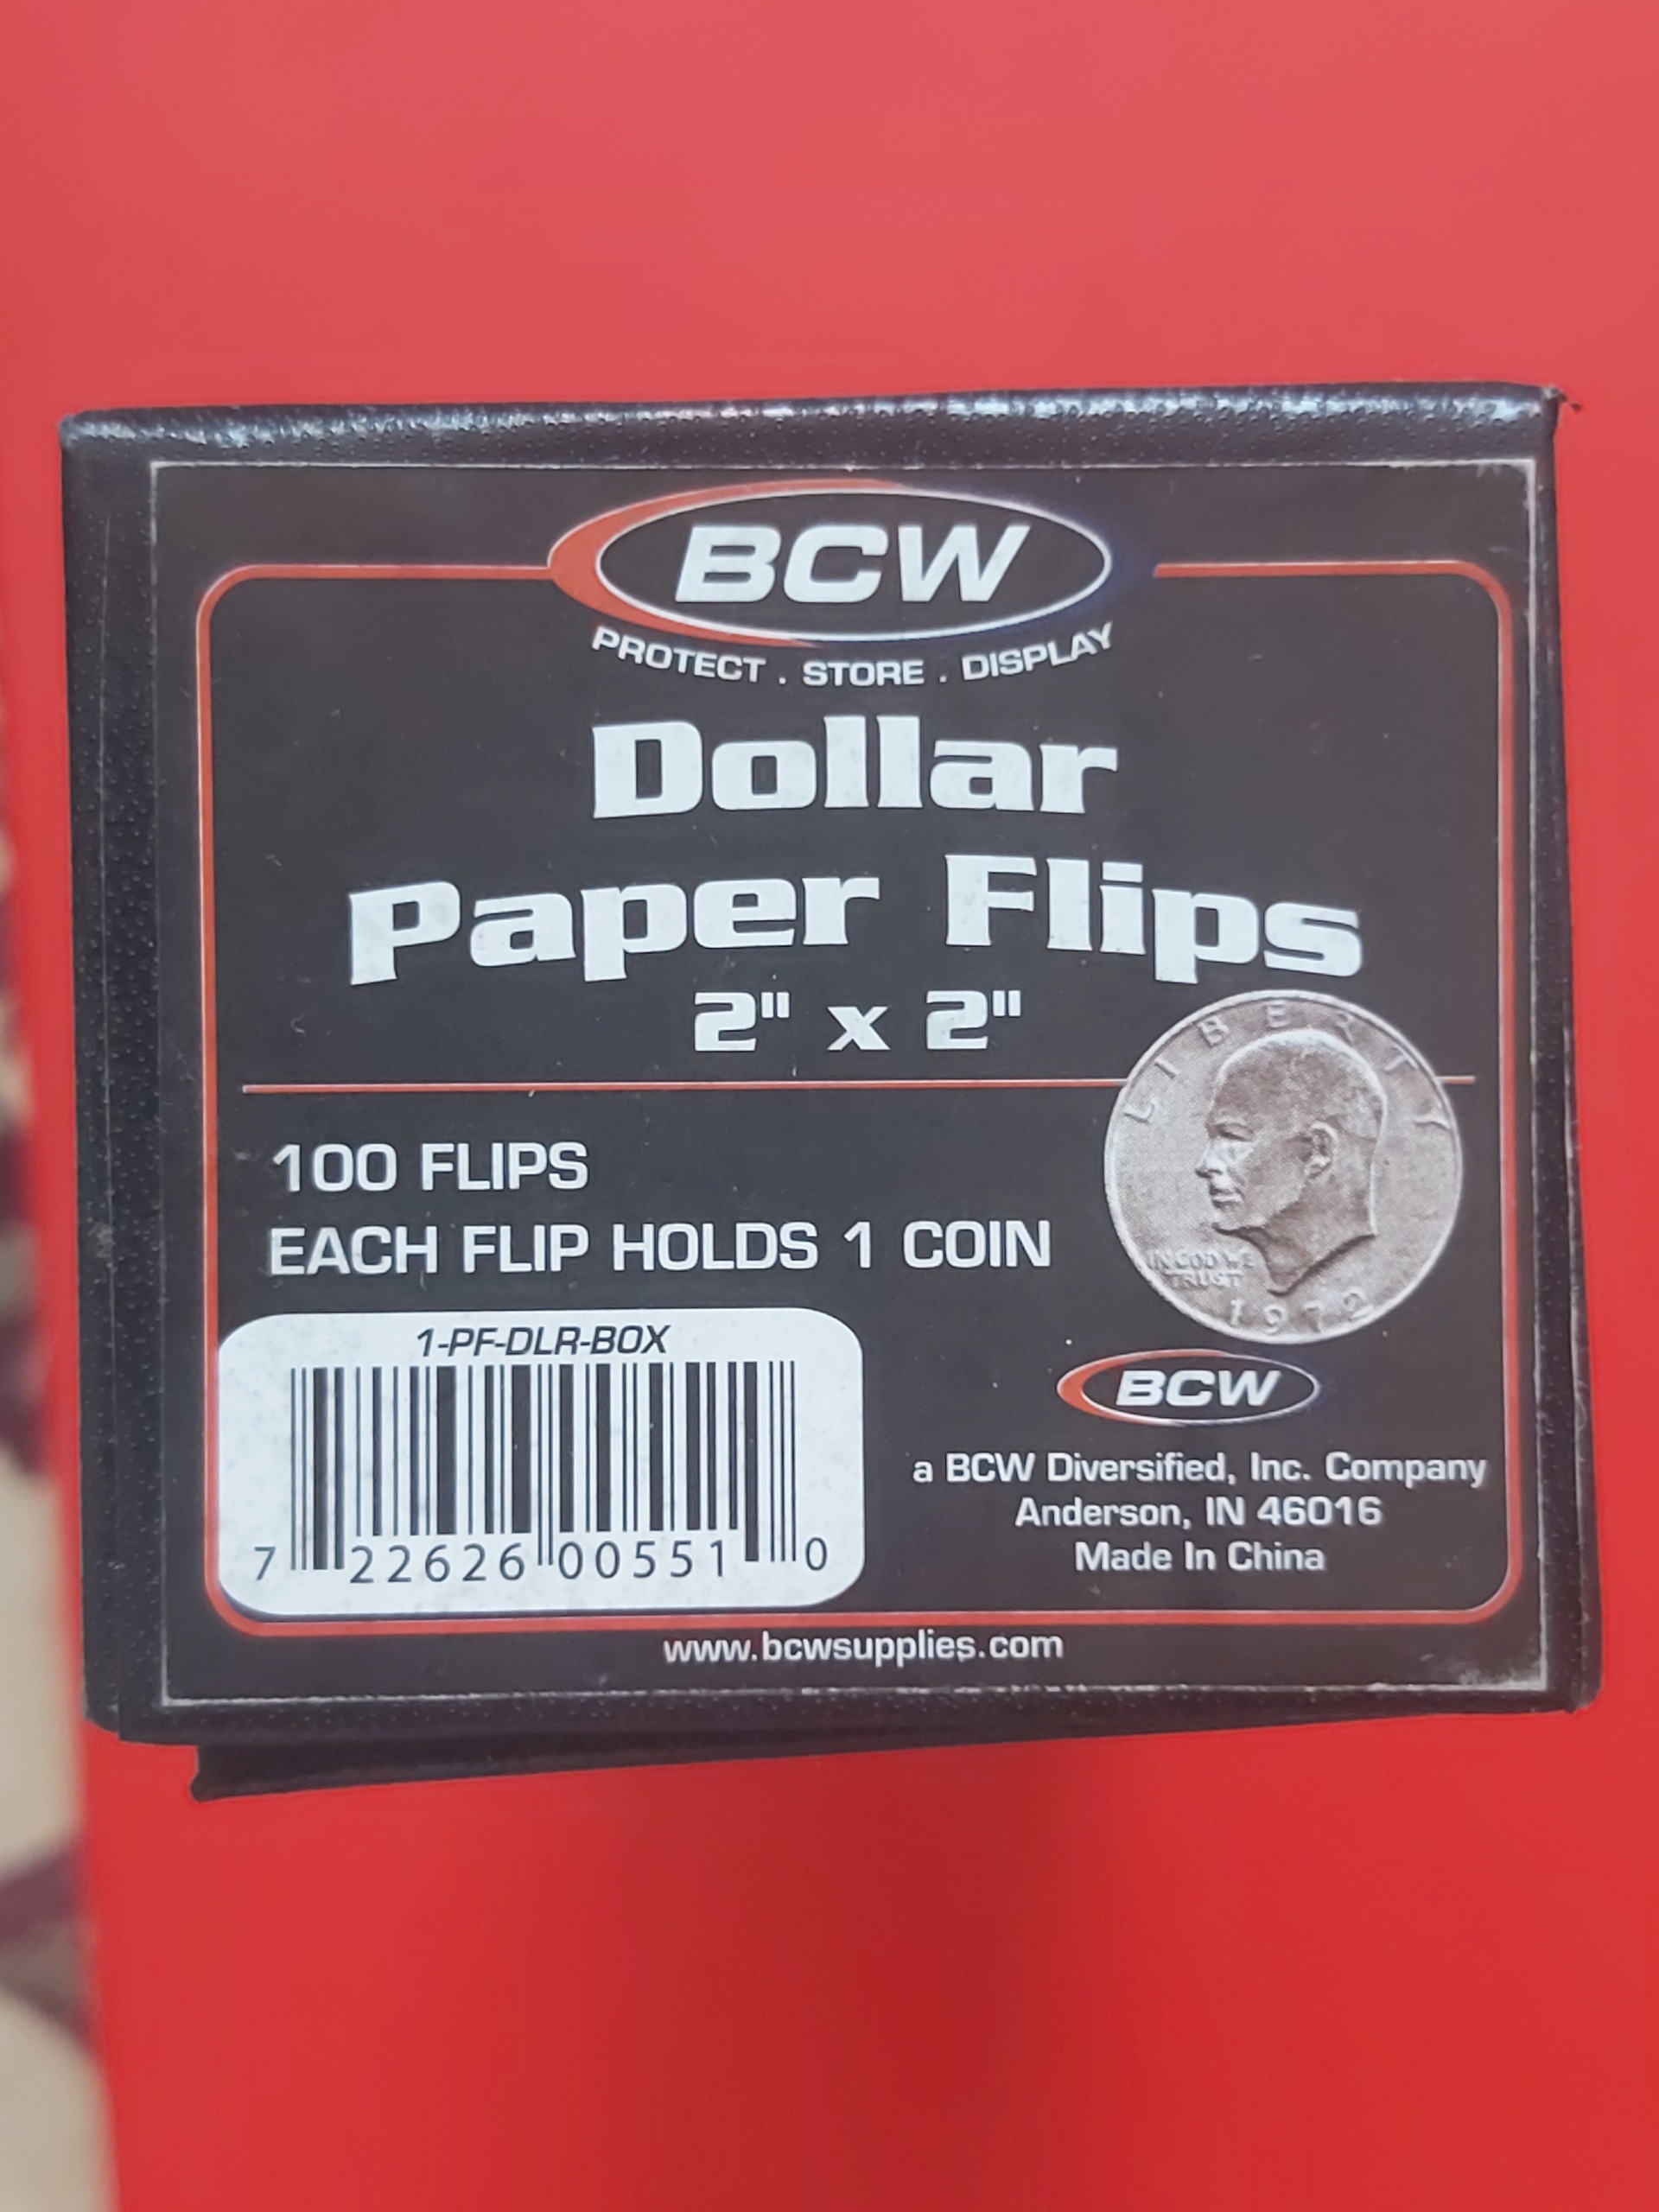 BCW
PROTECT . STORE . DISPLAY
Dollar
Paper Flips
2" x 2"
100 FLIPS
EACH FLIP HOLDS 1 COIN
LIBERTY
IN GOD WE
TRUST
1972
1-PF-DLR-BOX
7 22626 00551 0
BCW
a BCW Diversified, Inc. Company
Anderson, IN 46016
Made In China
www.bcwsupplies.com